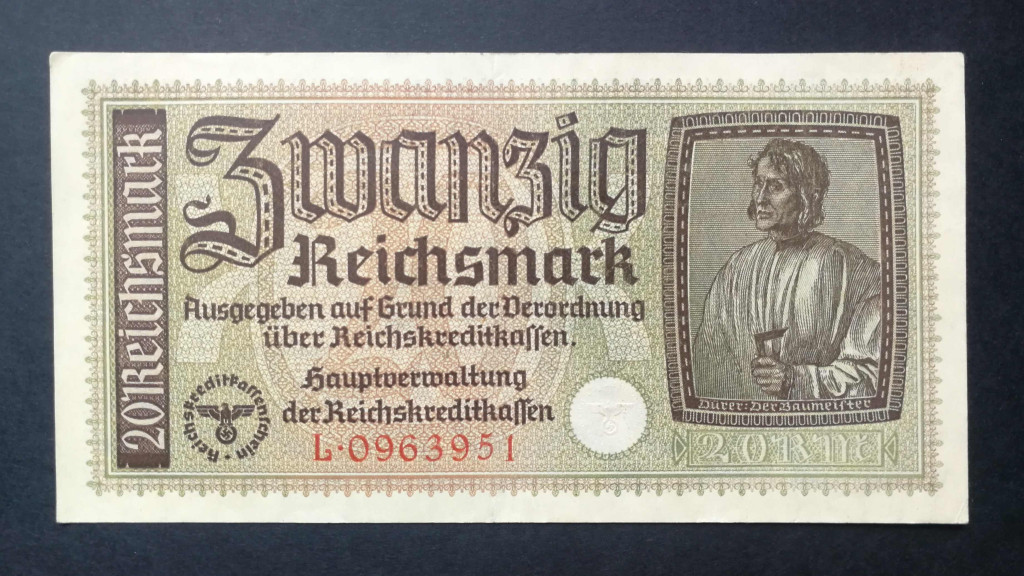 20 Reichsmark
Zwanzig
Reichsmark
Ausgegeben auf Grund der Verordnung
über Reichskreditkaſſen.
Hauptverwaltung
der Reichskreditkaſſen
L·0963951
Reichskreditkaſſenſchein
Dürer: Der Baumeiſter
20 RM